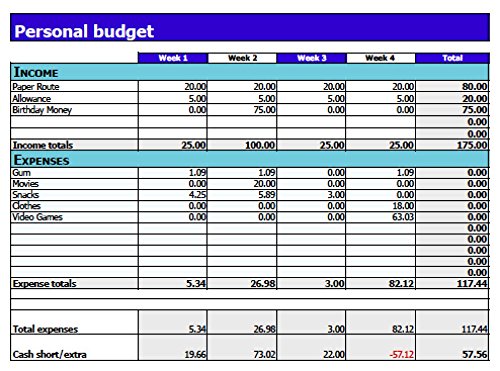 Personal budget
Week 1 Week 2 Week 3 Week 4 Total
INCOME
Paper Route 20.00 20.00 20.00 20.00 80.00
Allowance 5.00 5.00 5.00 5.00 20.00
Birthday Money 0.00 75.00 0.00 0.00 75.00
0.00
0.00
Income totals 25.00 100.00 25.00 25.00 175.00
EXPENSES
Gum 1.09 1.09 0.00 1.09 0.00
Movies 0.00 20.00 0.00 0.00 0.00
Snacks 4.25 5.89 3.00 0.00 0.00
Clothes 0.00 0.00 0.00 18.00 0.00
Video Games 0.00 0.00 0.00 63.03 0.00
0.00
0.00
0.00
0.00
0.00
Expense totals 5.34 26.98 3.00 82.12 117.44
Total expenses 5.34 26.98 3.00 82.12 117.44
Cash short/extra 19.66 73.02 22.00 -57.12 57.56